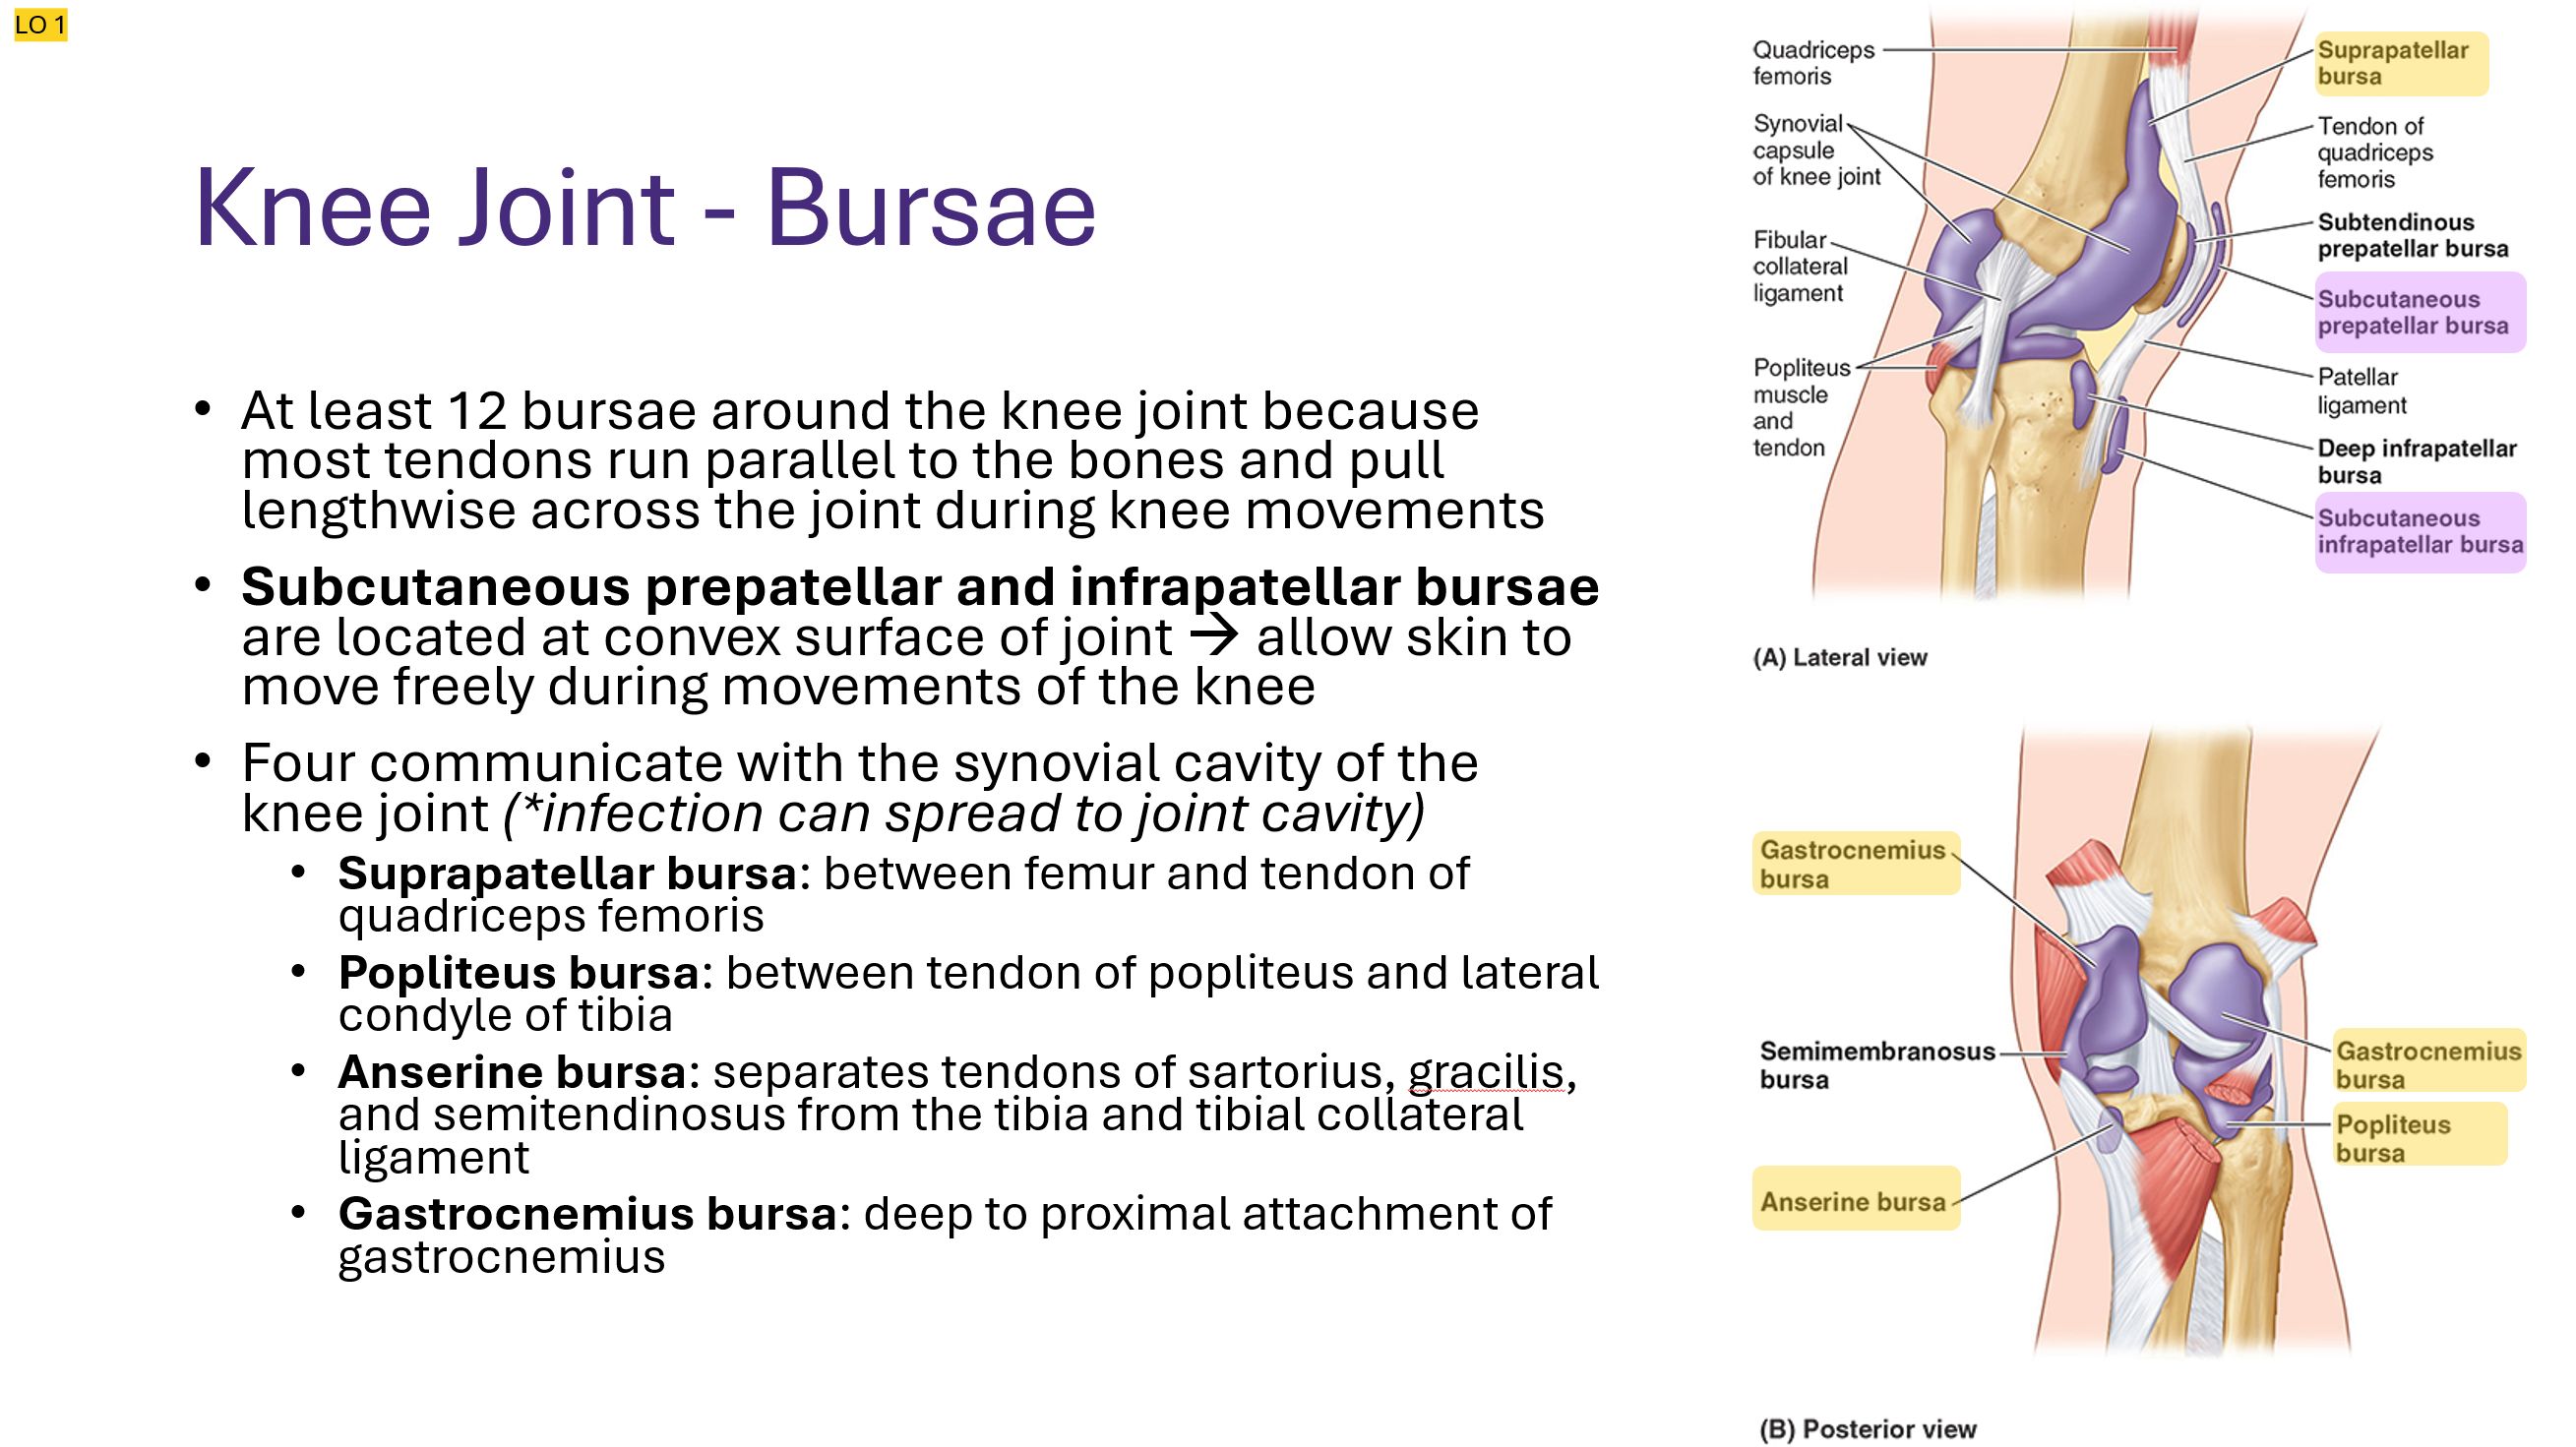 LO 1
Knee Joint - Bursae
• At least 12 bursae around the knee joint because
most tendons run parallel to the bones and pull
lengthwise across the joint during knee movements
• Subcutaneous prepatellar and infrapatellar bursae
are located at convex surface of joint → allow skin to
move freely during movements of the knee
• Four communicate with the synovial cavity of the
knee joint (*infection can spread to joint cavity)
• Suprapatellar bursa: between femur and tendon of
quadriceps femoris
• Popliteus bursa: between tendon of popliteus and lateral
condyle of tibia
• Anserine bursa: separates tendons of sartorius, gracilis,
and semitendinosus from the tibia and tibial collateral
ligament
• Gastrocnemius bursa: deep to proximal attachment of
gastrocnemius
Quadriceps
femoris
Synovial
capsule
of knee joint
Fibular
collateral
ligament
Popliteus
muscle
and
tendon
Suprapatellar
bursa
Tendon of
quadriceps
femoris
Subtendinous
prepatellar bursa
Subcutaneous
prepatellar bursa
Patellar
ligament
Deep infrapatellar
bursa
Subcutaneous
infrapatellar bursa
(A) Lateral view
Gastrocnemius
bursa
Semimembranosus
bursa
Anserine bursa
Gastrocnemius
bursa
Popliteus
bursa
(B) Posterior view